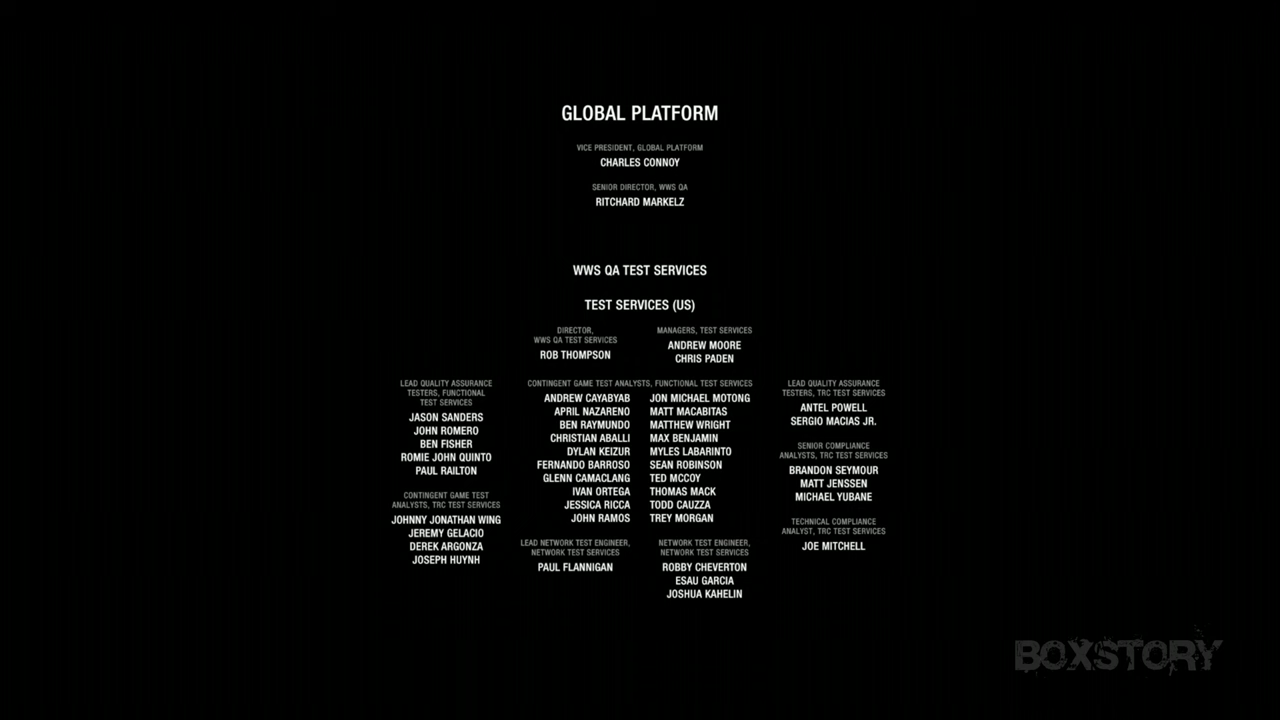 GLOBAL PLATFORM
VICE PRESIDENT, GLOBAL PLATFORM
CHARLES CONNOY
SENIOR DIRECTOR, WWS QA
RITCHARD MARKELZ
WWS QA TEST SERVICES
TEST SERVICES (US)
DIRECTOR,
WWS QA TEST SERVICES
ROB THOMPSON
MANAGERS, TEST SERVICES
ANDREW MOORE
CHRIS PADEN
LEAD QUALITY ASSURANCE
TESTERS, FUNCTIONAL
TEST SERVICES
JASON SANDERS
JOHN ROMERO
BEN FISHER
ROMIE JOHN QUINTO
PAUL RAILTON
CONTINGENT GAME TEST
ANALYSTS, TRC TEST SERVICES
JOHNNY JONATHAN WING
JEREMY GELACIO
DEREK ARGONZA
JOSEPH HUYNH
CONTINGENT GAME TEST ANALYSTS, FUNCTIONAL TEST SERVICES
ANDREW CAYABYAB
APRIL NAZARENO
BEN RAYMUNDO
CHRISTIAN ABALLI
DYLAN KEIZUR
FERNANDO BARROSO
GLENN CAMACLANG
IVAN ORTEGA
JESSICA RICCA
JOHN RAMOS
JON MICHAEL MOTONG
MATT MACABITAS
MATTHEW WRIGHT
MAX BENJAMIN
MYLES LABARINTO
SEAN ROBINSON
TED MCCOY
THOMAS MACK
TODD CAUZZA
TREY MORGAN
LEAD NETWORK TEST ENGINEER,
NETWORK TEST SERVICES
PAUL FLANNIGAN
NETWORK TEST ENGINEER,
NETWORK TEST SERVICES
ROBBY CHEVERTON
ESAU GARCIA
JOSHUA KAHELIN
LEAD QUALITY ASSURANCE
TESTERS, TRC TEST SERVICES
ANTEL POWELL
SERGIO MACIAS JR.
SENIOR COMPLIANCE
ANALYSTS, TRC TEST SERVICES
BRANDON SEYMOUR
MATT JENSSEN
MICHAEL YUBANE
TECHNICAL COMPLIANCE
ANALYST, TRC TEST SERVICES
JOE MITCHELL
BOXSTORY